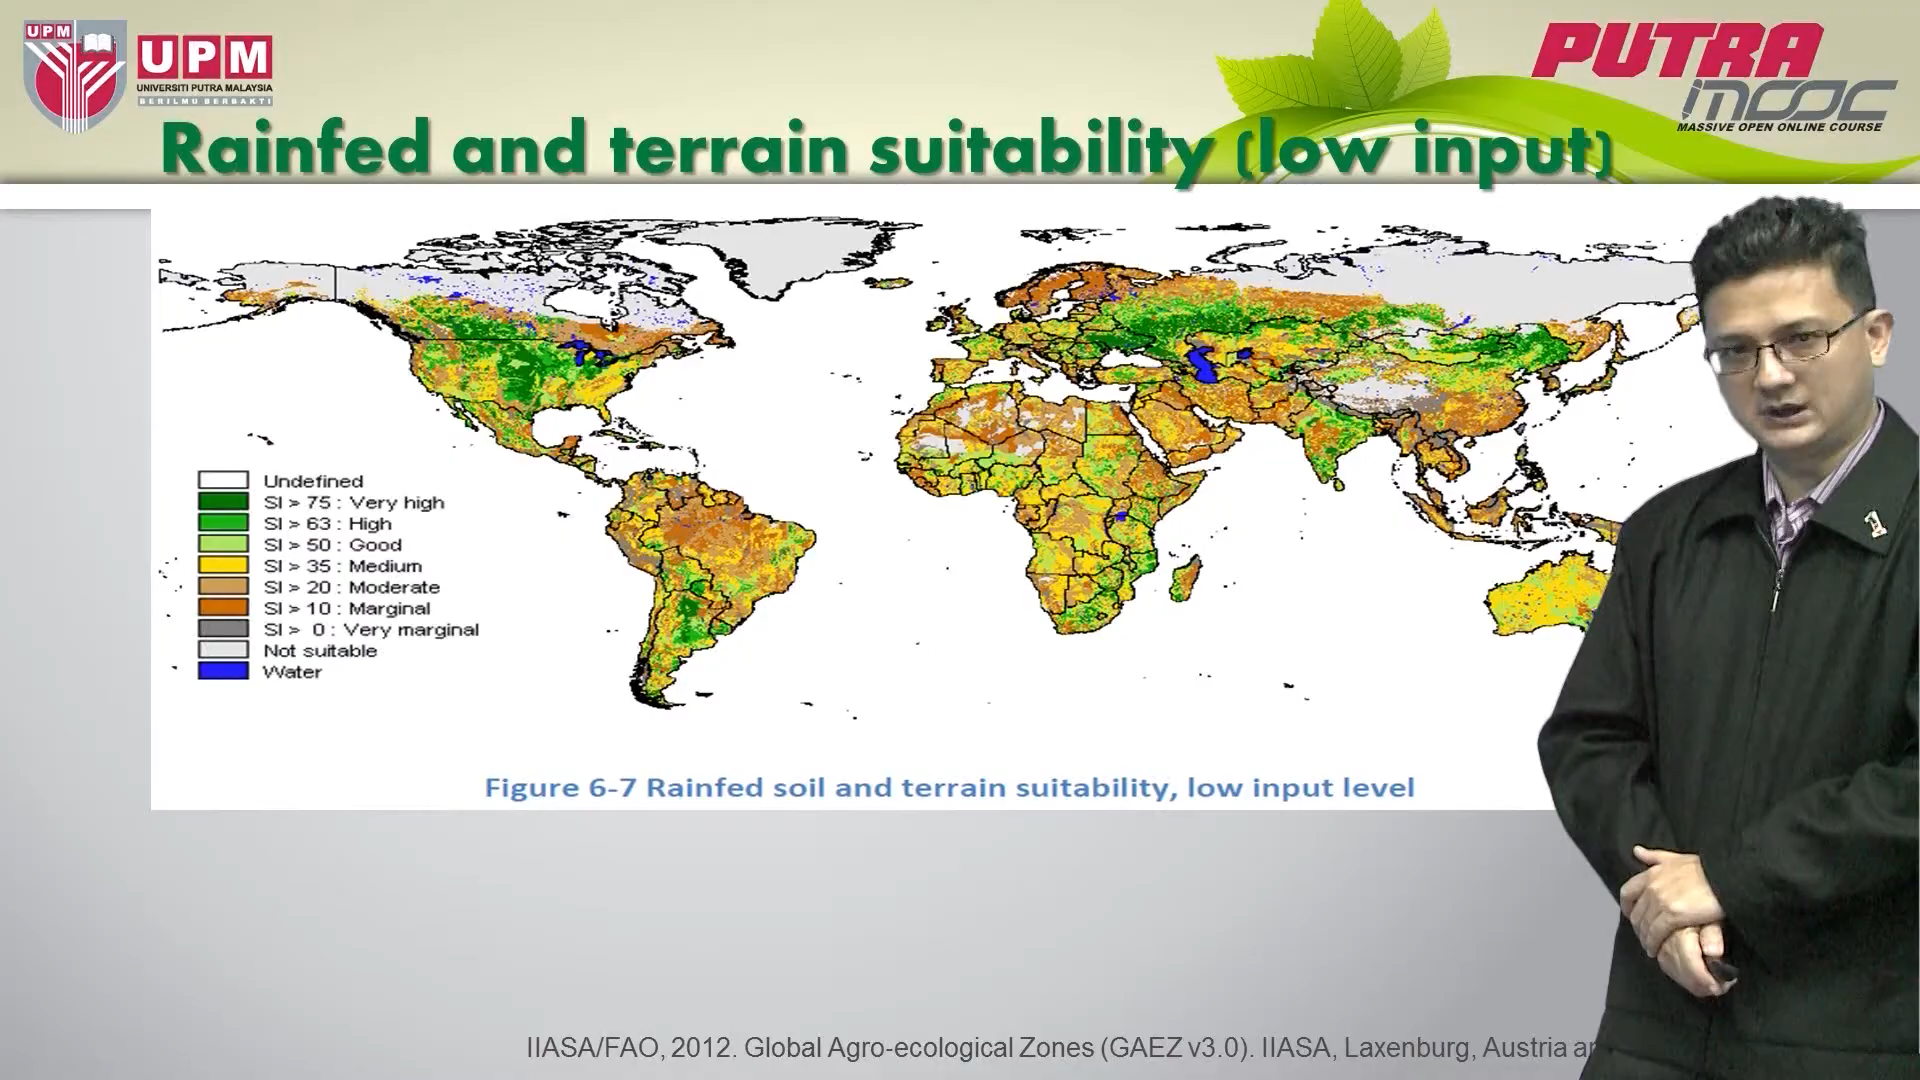 UPM
UPM
UNIVERSITI PUTRA MALAYSIA
BERILMU BERBAKTI
PUTRA
mooc
MASSIVE OPEN ONLINE COURSE
Rainfed and terrain suitability (low input)
Undefined
SI > 75 : Very high
SI > 63 : High
SI > 50 : Good
SI > 35 : Medium
SI > 20 : Moderate
SI > 10 : Marginal
SI > 0 : Very marginal
Not suitable
Water
Figure 6-7 Rainfed soil and terrain suitability, low input level
IIASA/FAO, 2012. Global Agro-ecological Zones (GAEZ v3.0). IIASA, Laxenburg, Austria